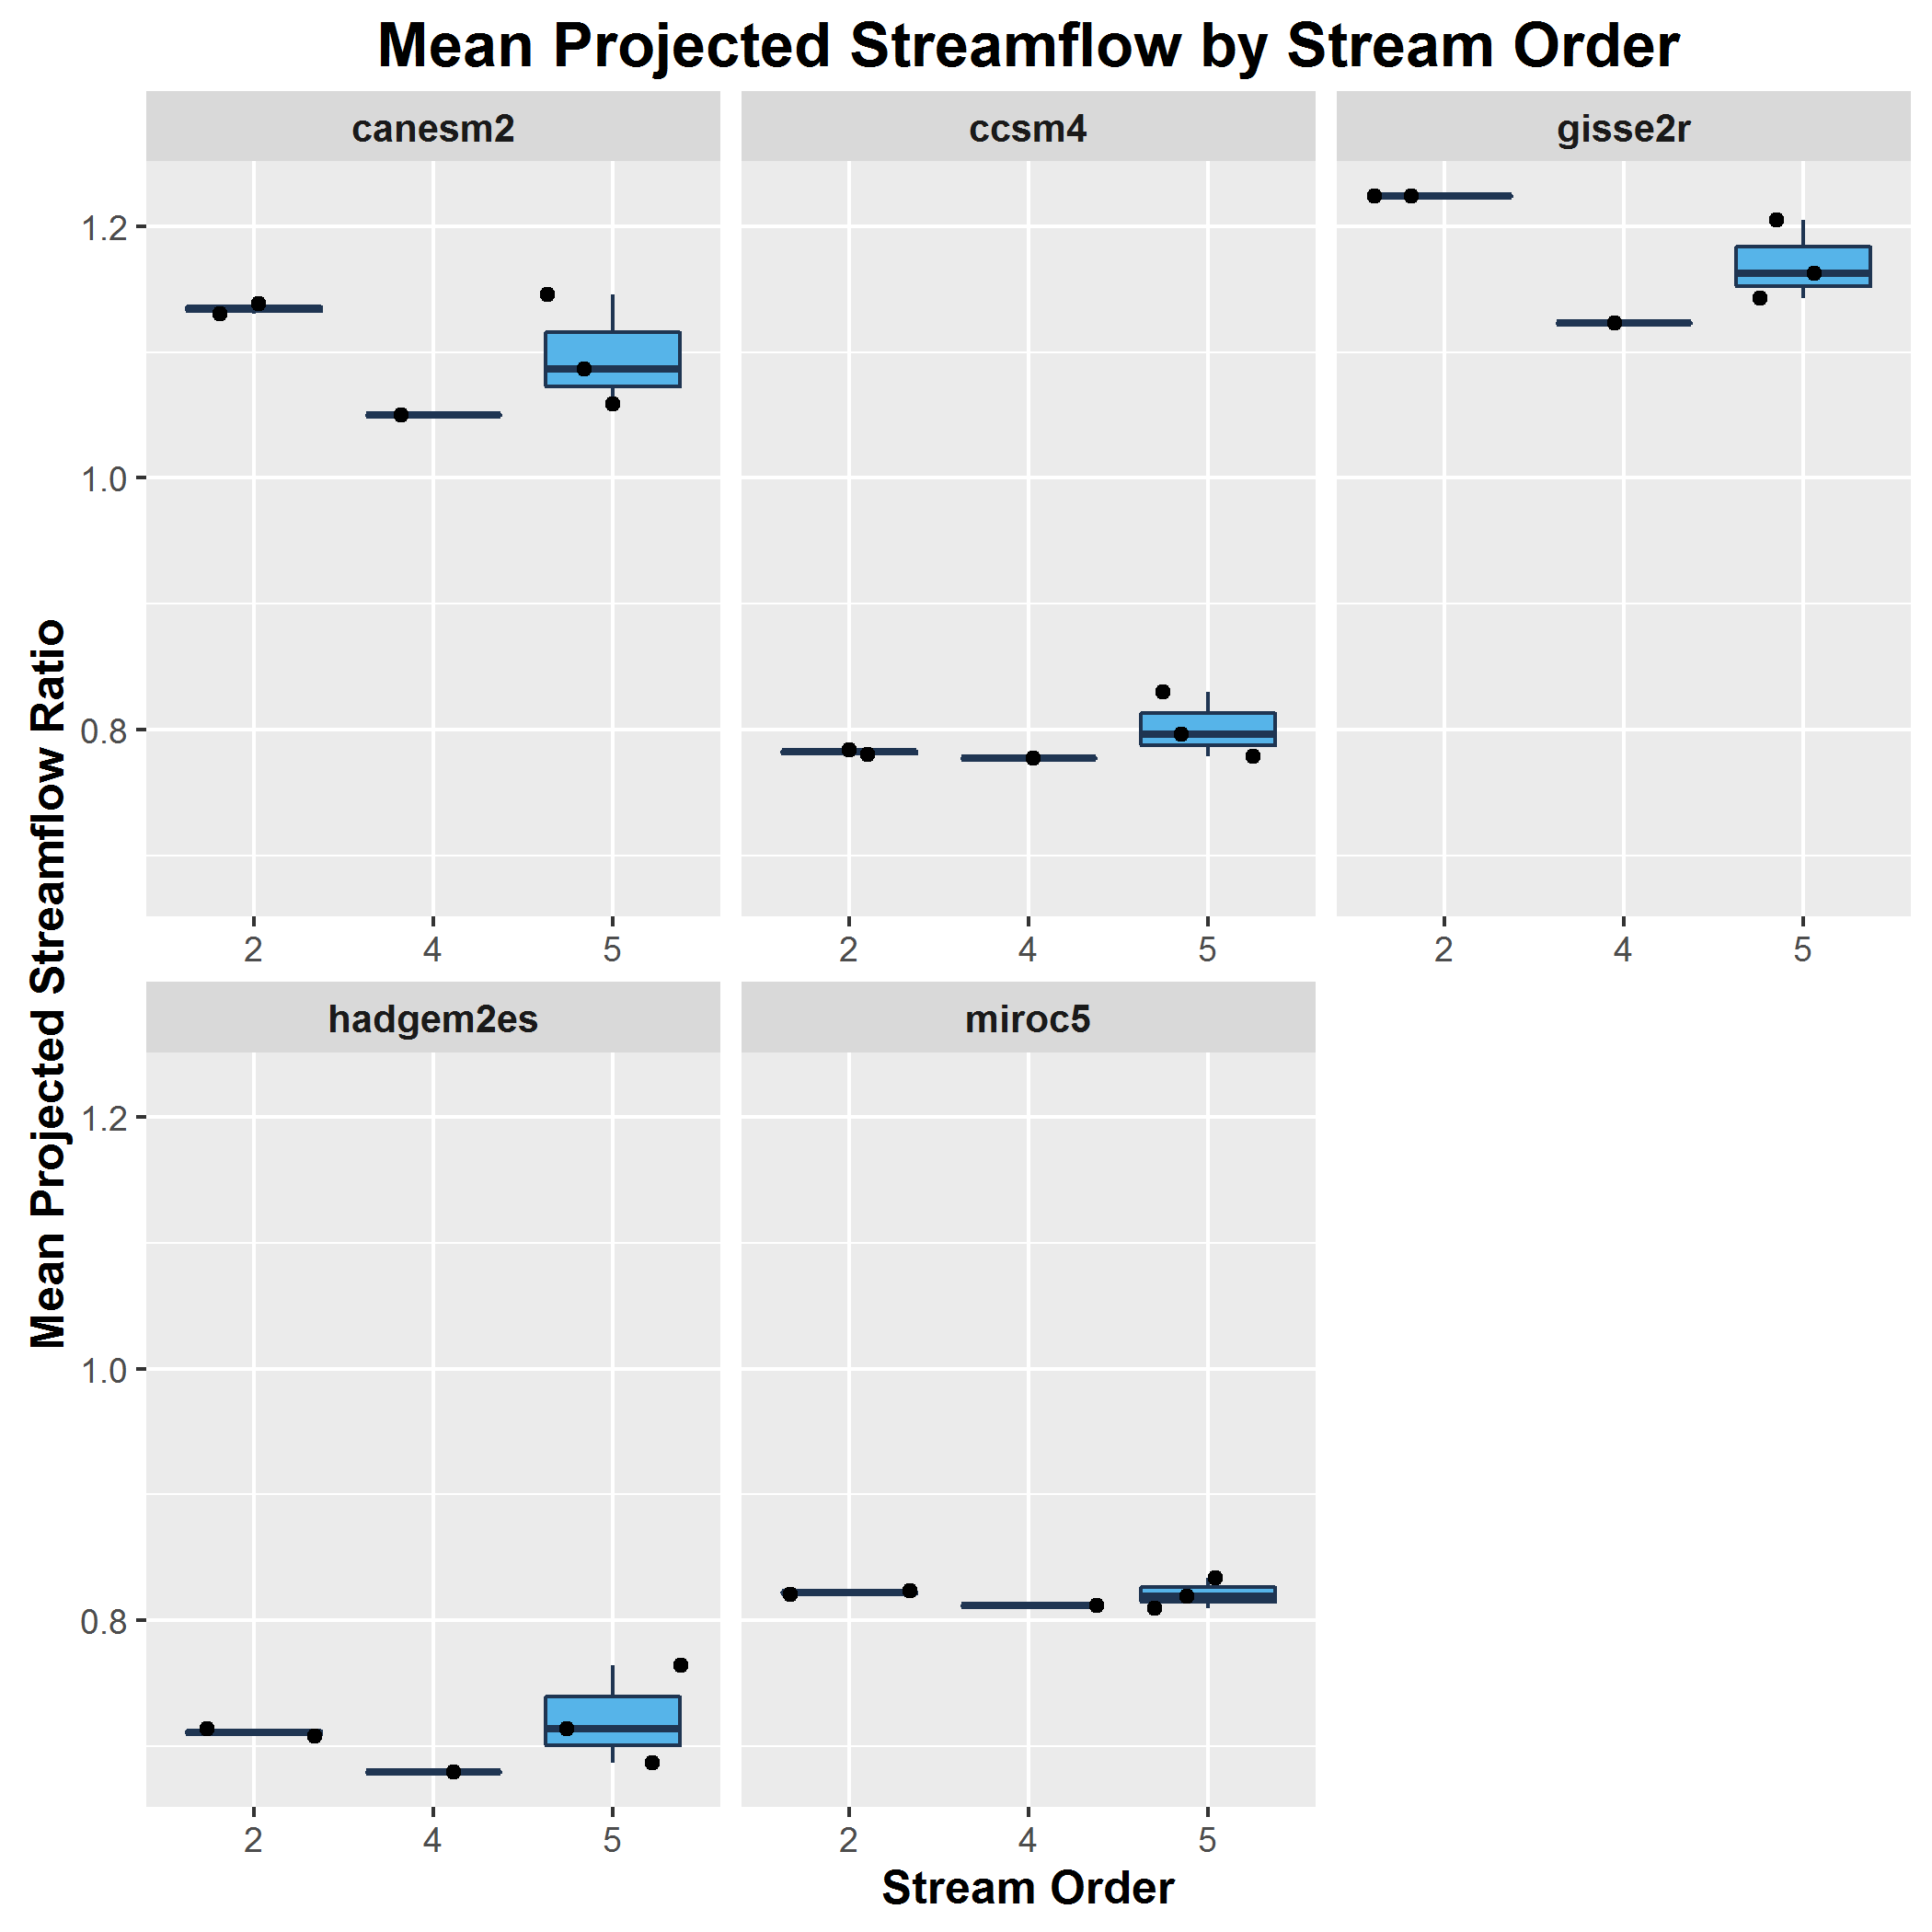 Mean Projected Streamflow by Stream Order
canesm2
ccsm4
gisse2r
1.2
1.0
0.8
2 4 5
2 4 5
2 4 5
Mean Projected Streamflow Ratio
hadgem2es
miroc5
1.2
1.0
0.8
2 4 5
2 4 5
Stream Order